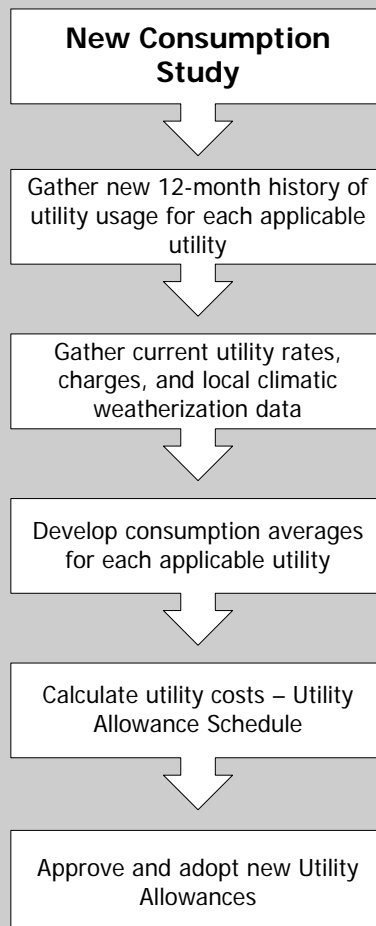 New Consumption
Study
Gather new 12-month history of
utility usage for each applicable
utility
Gather current utility rates,
charges, and local climatic
weatherization data
Develop consumption averages
for each applicable utility
Calculate utility costs – Utility
Allowance Schedule
Approve and adopt new Utility
Allowances